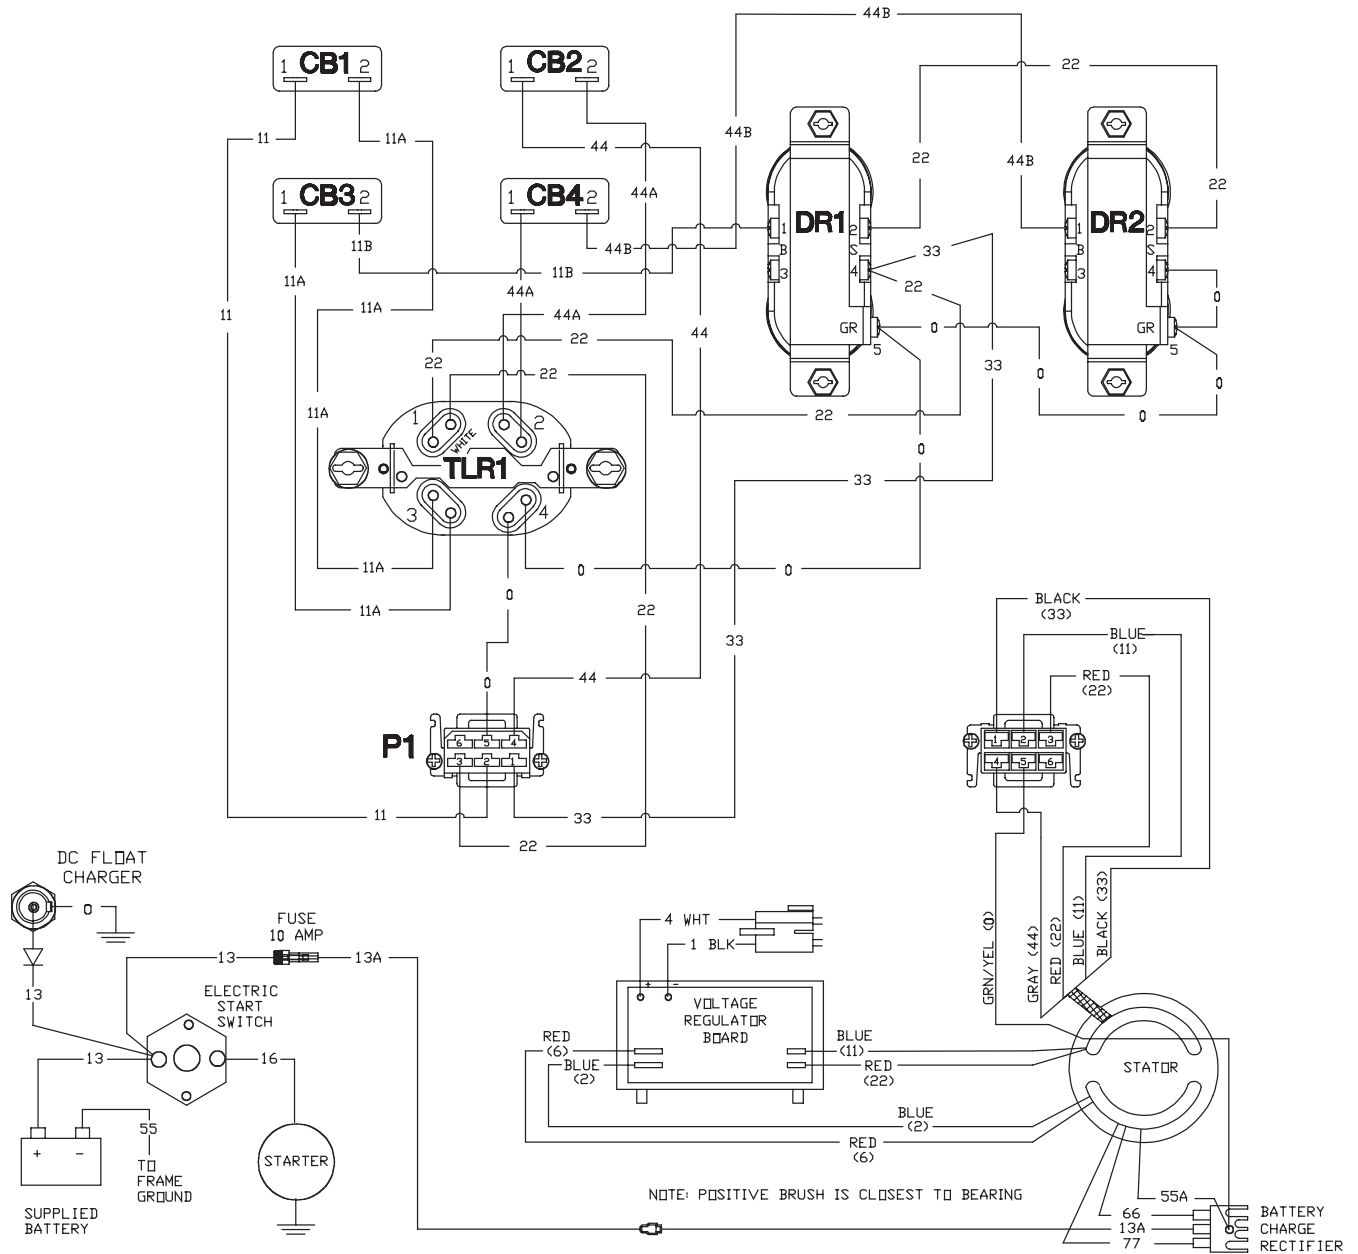 44B
1 CB1 2
1 CB2 2
22
11
11A
44
44B
22
44B
22
44A
1 CB3 2
1 CB4 2
11B
44B
1 DR1 2
B S
3 4
33
22
1 DR2 2
B S
3 4
0
11A
11B
44A
11
11A
44A
44
GR
5
0
GR
5
22
22
22
33
0
0
11A
1 2
WHITE
TLR1
3 4
22
0
0
33
11A
0
0
0
11A
22
33
BLACK
(33)
BLUE
(11)
RED
(22)
0
44
P1
6 5 4
3 2 1
1 2 3
4 5 6
11
33
22
DC FLOAT
CHARGER
0
13
FUSE
10 AMP
13
13A
ELECTRIC
START
SWITCH
13
16
55
TO
FRAME
GROUND
+ -
SUPPLIED
BATTERY
STARTER
4 WHT
1 BLK
+ -
VOLTAGE
REGULATOR
BOARD
RED
(6)
BLUE
(2)
BLUE
(11)
RED
(22)
BLUE
(2)
RED
(6)
GRN/YEL (0)
GRAY (44)
RED (22)
BLUE (11)
BLACK (33)
STATOR
NOTE: POSITIVE BRUSH IS CLOSEST TO BEARING
55A
66
13A
77
BATTERY
CHARGE
RECTIFIER